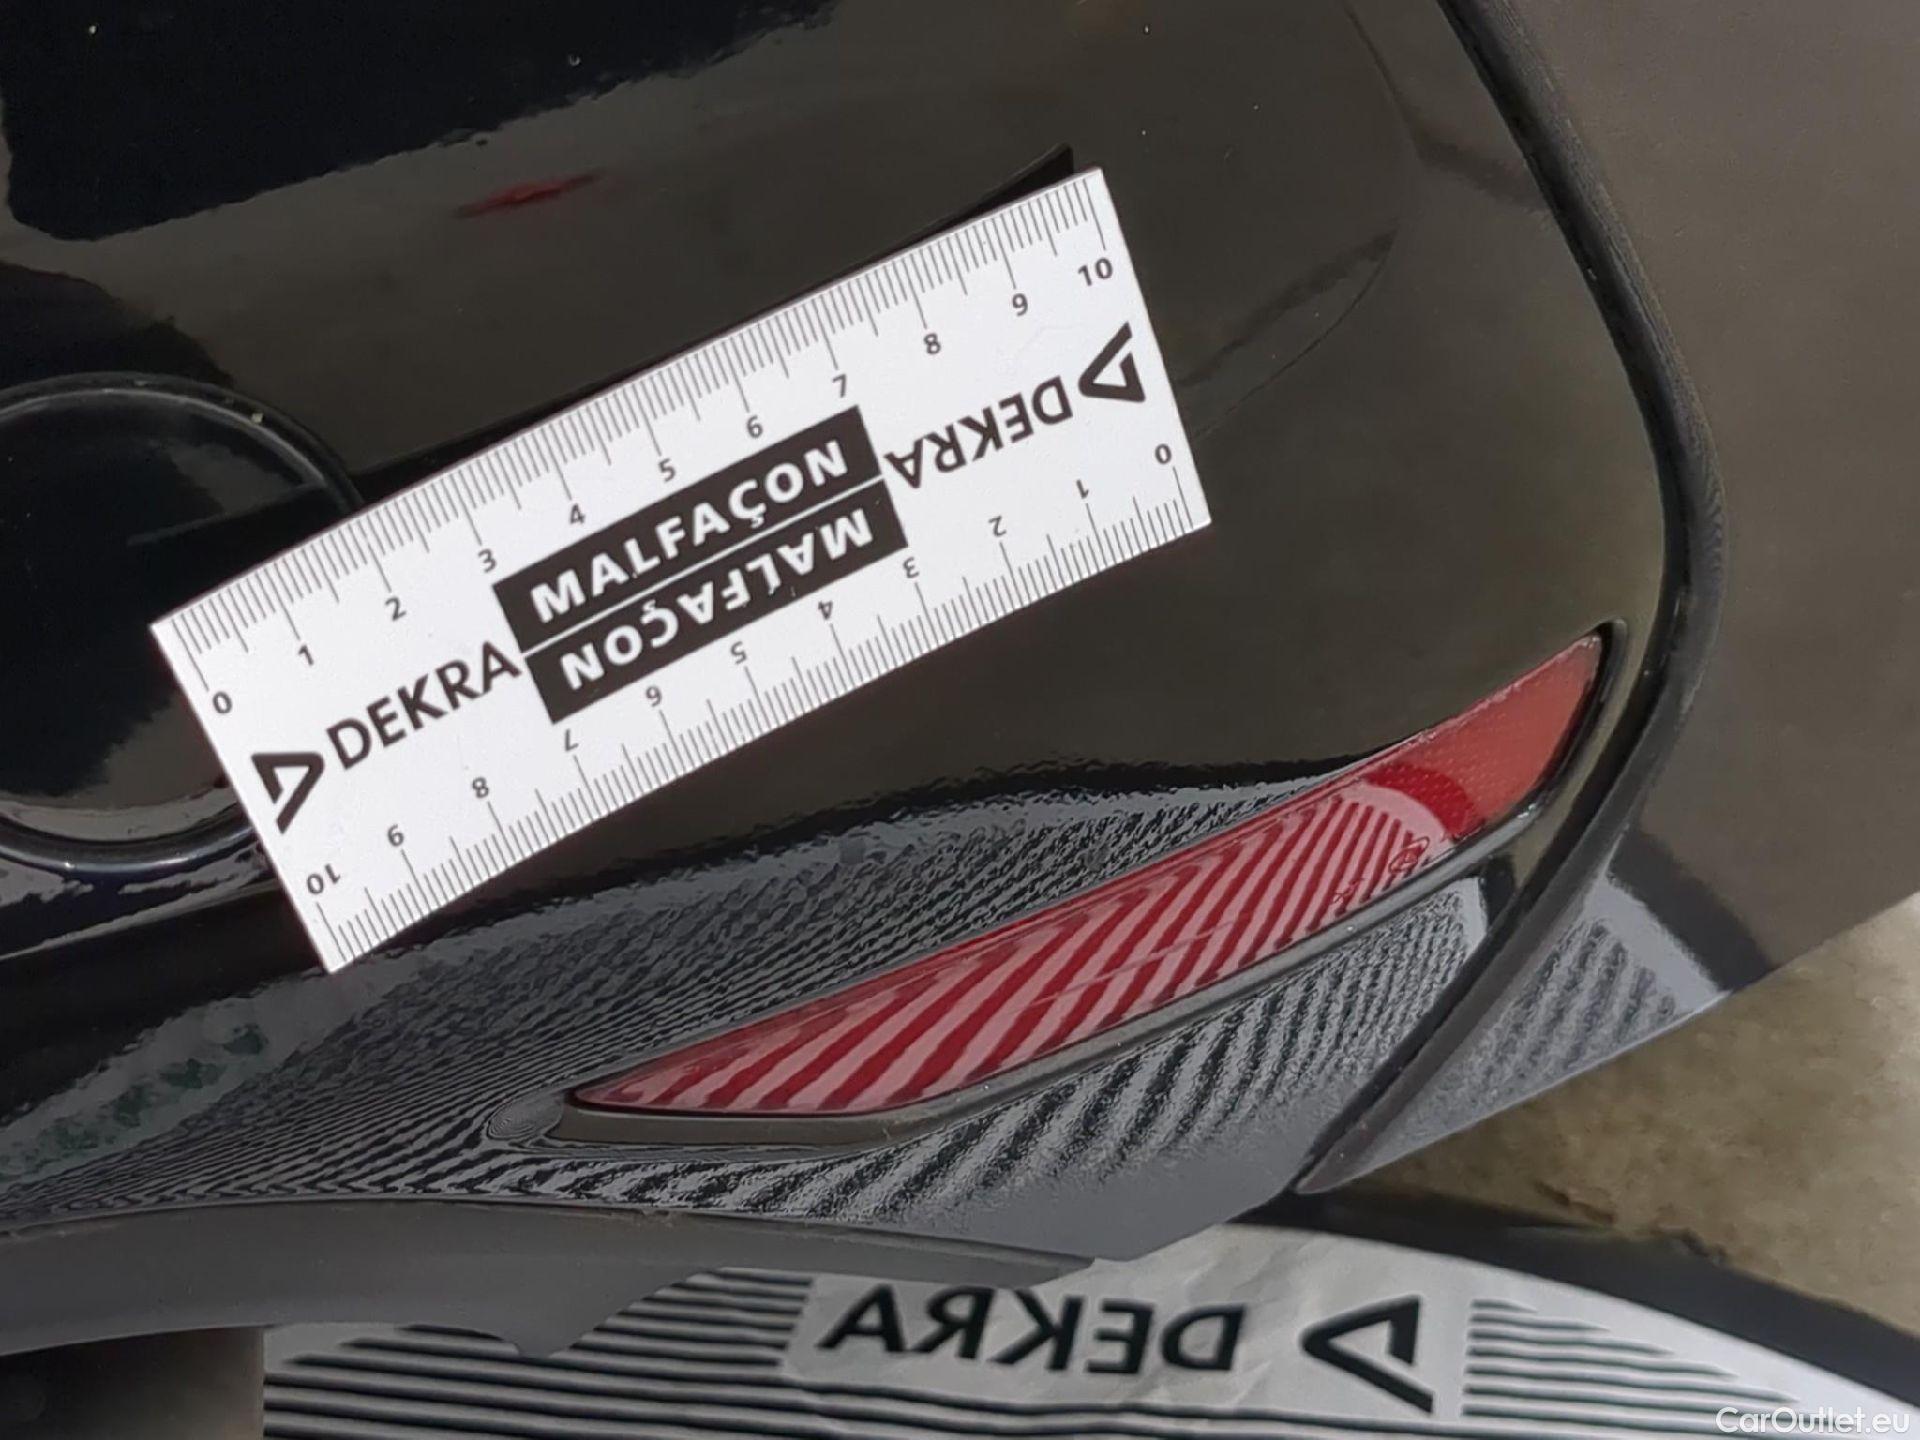 0 1 2 3 4 5 6 7 8 9 10
DEKRA
MALFAÇON
MALFAÇON
DEKRA
0 1 2 3 4 5 6 7 8 9 10
DEKRA
CarOutlet.eu